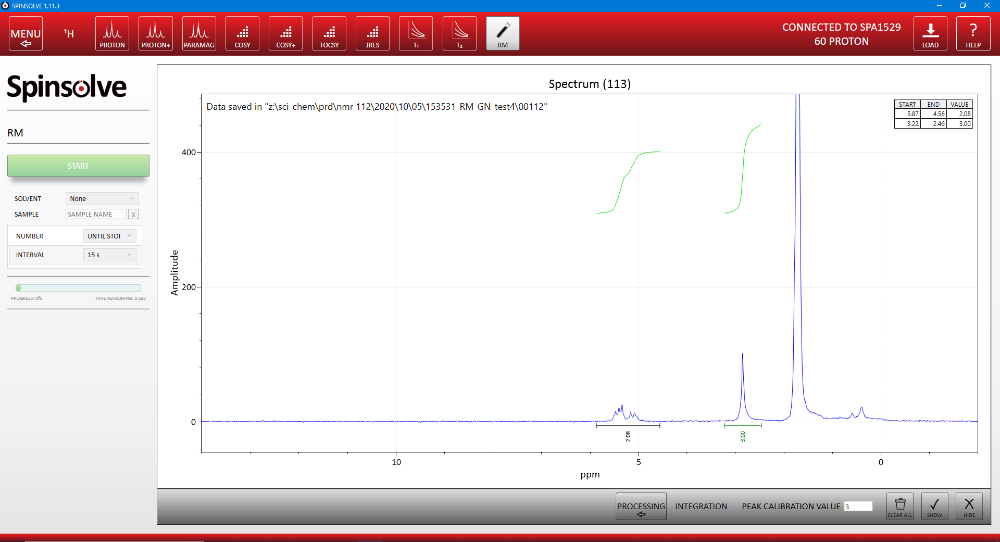 SPINSOLVE 1.11.3
MENU
¹H
PROTON
PROTON+
PARAMAG
COSY
COSY+
TOCSY
JRES
T₁
T₂
RM
CONNECTED TO SPA1529
60 PROTON
LOAD
?
HELP
Spinsolve
RM
START
SOLVENT None
SAMPLE SAMPLE NAME X
NUMBER UNTIL STOP
INTERVAL 15 s
PROGRESS: 0% TIME REMAINING: 0 SEC
Spectrum (113)
Data saved in "z:\sci-chem\prd\nmr 112\2020\10\05\153531-RM-GN-test4\00112"
START END VALUE
5.87 4.56 2.08
3.22 2.46 3.00
400
200
0
Amplitude
2.08
3.00
10 5 0
ppm
PROCESSING
INTEGRATION
PEAK CALIBRATION VALUE 3
CLEAR ALL
SHOW
HIDE